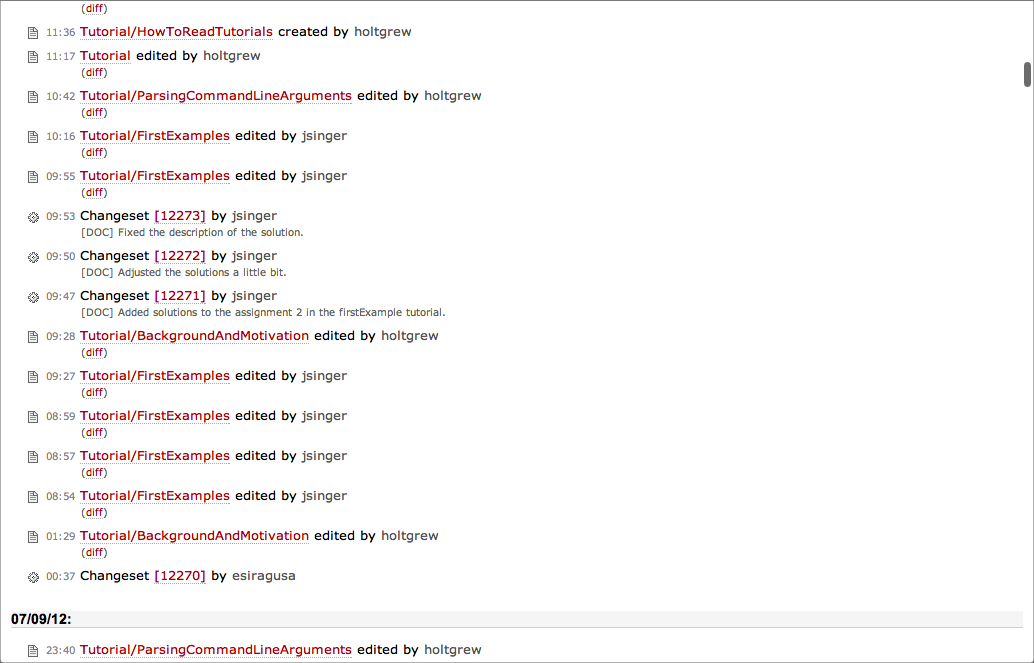 (diff)
11:36 Tutorial/HowToReadTutorials created by holtgrew
11:17 Tutorial edited by holtgrew
(diff)
10:42 Tutorial/ParsingCommandLineArguments edited by holtgrew
(diff)
10:16 Tutorial/FirstExamples edited by jsinger
(diff)
09:55 Tutorial/FirstExamples edited by jsinger
(diff)
09:53 Changeset [12273] by jsinger
[DOC] Fixed the description of the solution.
09:50 Changeset [12272] by jsinger
[DOC] Adjusted the solutions a little bit.
09:47 Changeset [12271] by jsinger
[DOC] Added solutions to the assignment 2 in the firstExample tutorial.
09:28 Tutorial/BackgroundAndMotivation edited by holtgrew
(diff)
09:27 Tutorial/FirstExamples edited by jsinger
(diff)
08:59 Tutorial/FirstExamples edited by jsinger
(diff)
08:57 Tutorial/FirstExamples edited by jsinger
(diff)
08:54 Tutorial/FirstExamples edited by jsinger
(diff)
01:29 Tutorial/BackgroundAndMotivation edited by holtgrew
(diff)
00:37 Changeset [12270] by esiragusa
07/09/12:
23:40 Tutorial/ParsingCommandLineArguments edited by holtgrew